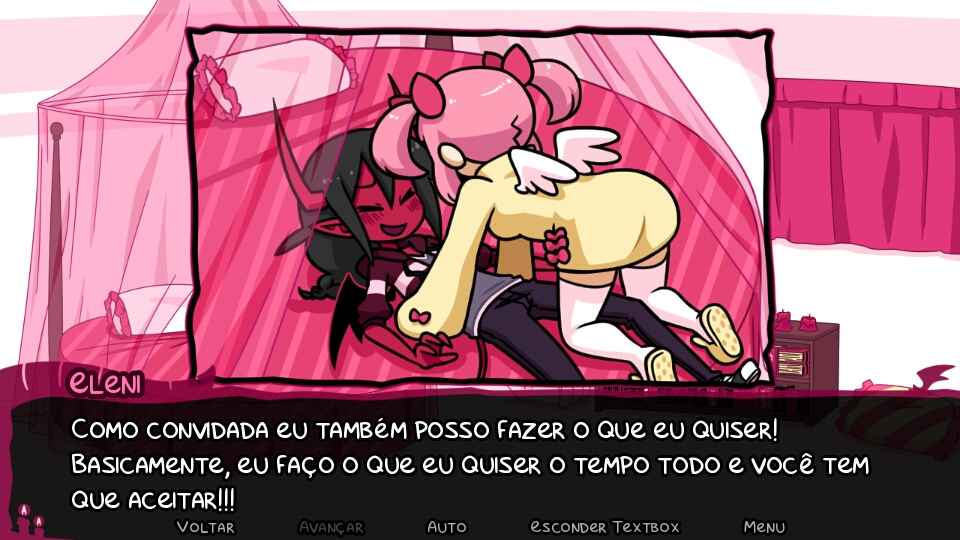 Eleni
Como convidada eu também posso fazer o que eu quiser!
Basicamente, eu faço o que eu quiser o tempo todo e você tem
que aceitar!!!
Voltar Avançar Auto Esconder Textbox Menu